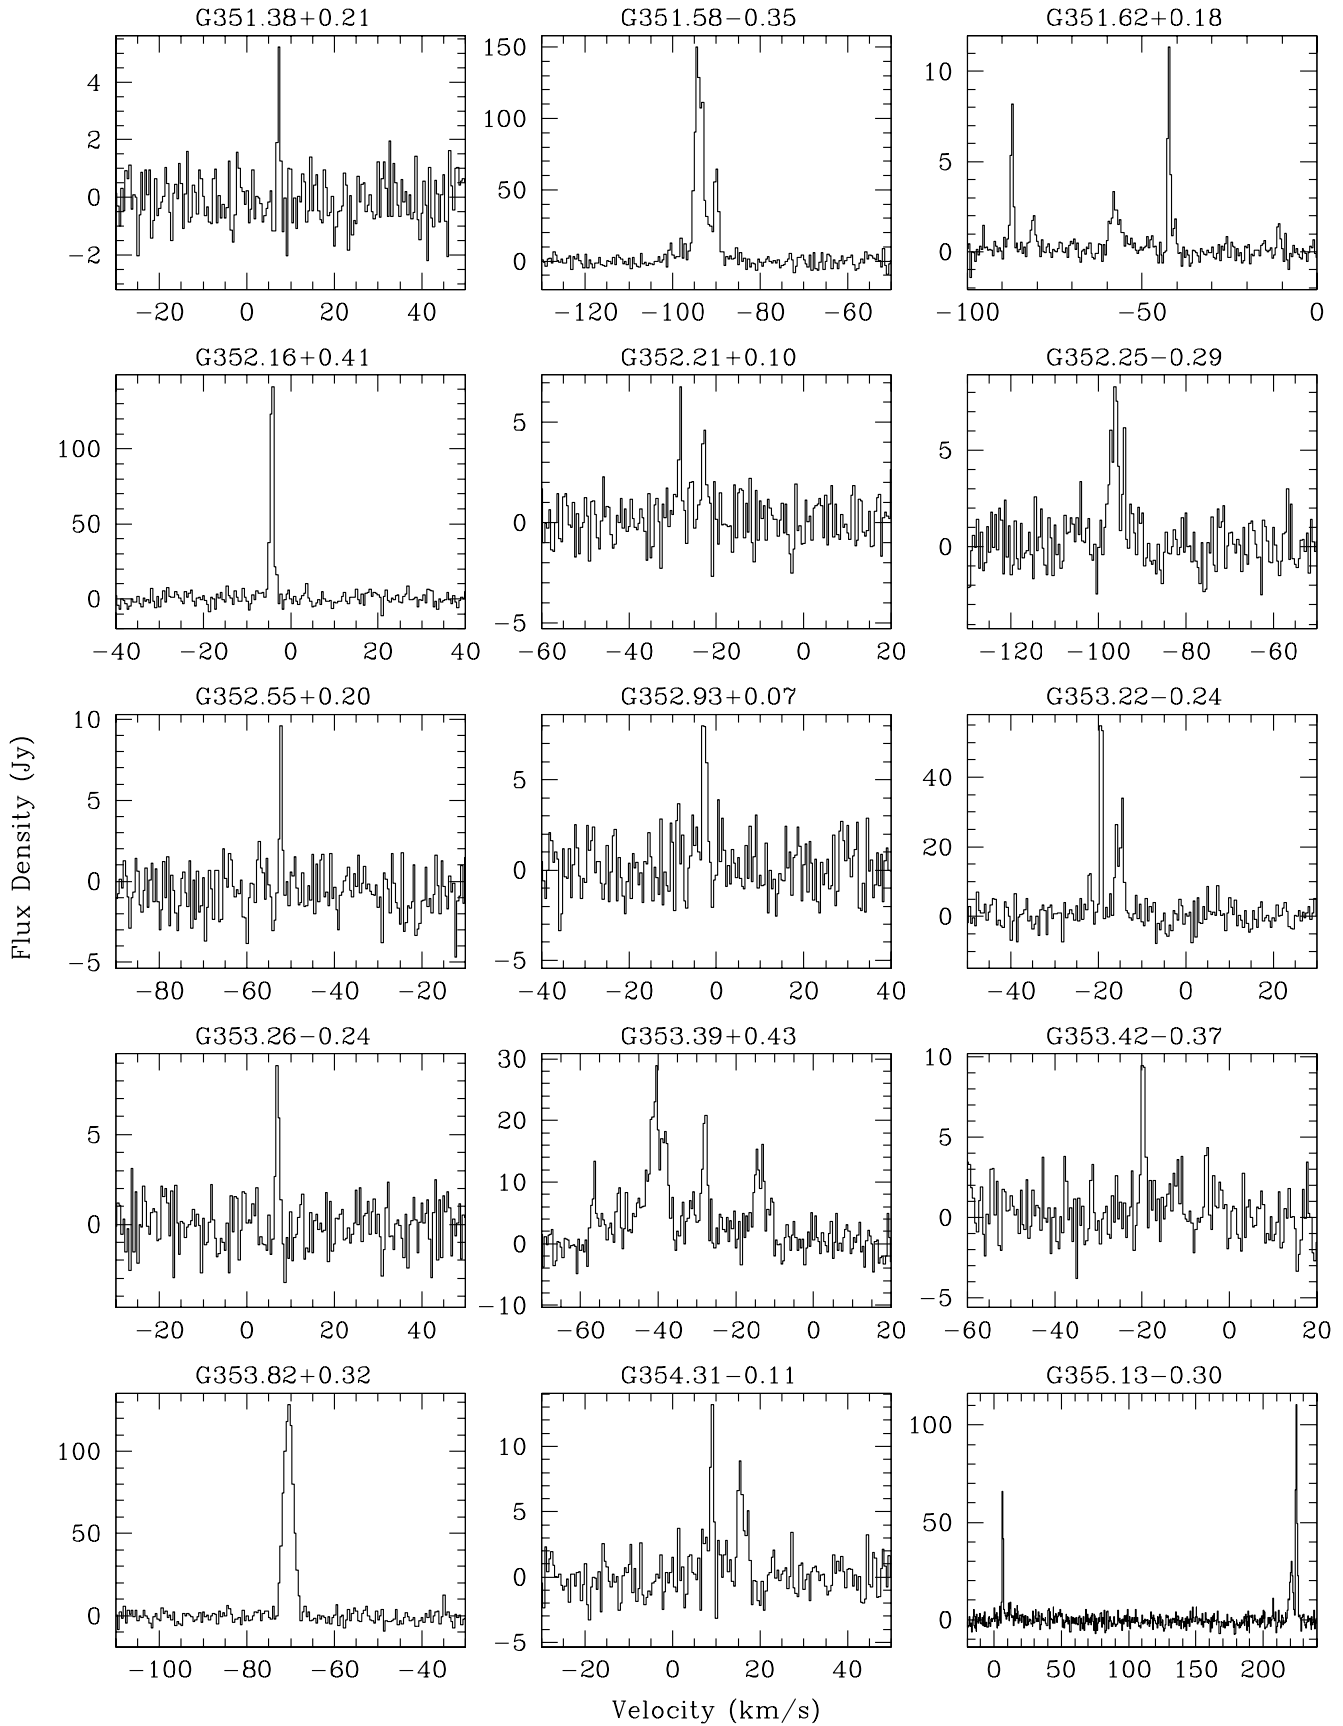 G351.38+0.21 G351.58−0.35 G351.62+0.18
4
2
0
−2
−20 0 20 40
150
100
50
0
−120 −100 −80 −60
10
5
0
−100 −50 0
G352.16+0.41 G352.21+0.10 G352.25−0.29
100
50
0
−40 −20 0 20 40
5
0
−5
−60 −40 −20 0 20
5
0
−120 −100 −80 −60
G352.55+0.20 G352.93+0.07 G353.22−0.24
10
5
0
−5
−80 −60 −40 −20
5
0
−5
−40 −20 0 20 40
40
20
0
−40 −20 0 20
Flux Density (Jy)
G353.26−0.24 G353.39+0.43 G353.42−0.37
5
0
−20 0 20 40
30
20
10
0
−10
−60 −40 −20 0 20
10
5
0
−5
−60 −40 −20 0 20
G353.82+0.32 G354.31−0.11 G355.13−0.30
100
50
0
−100 −80 −60 −40
10
5
0
−5
−20 0 20 40
100
50
0
0 50 100 150 200
Velocity (km/s)